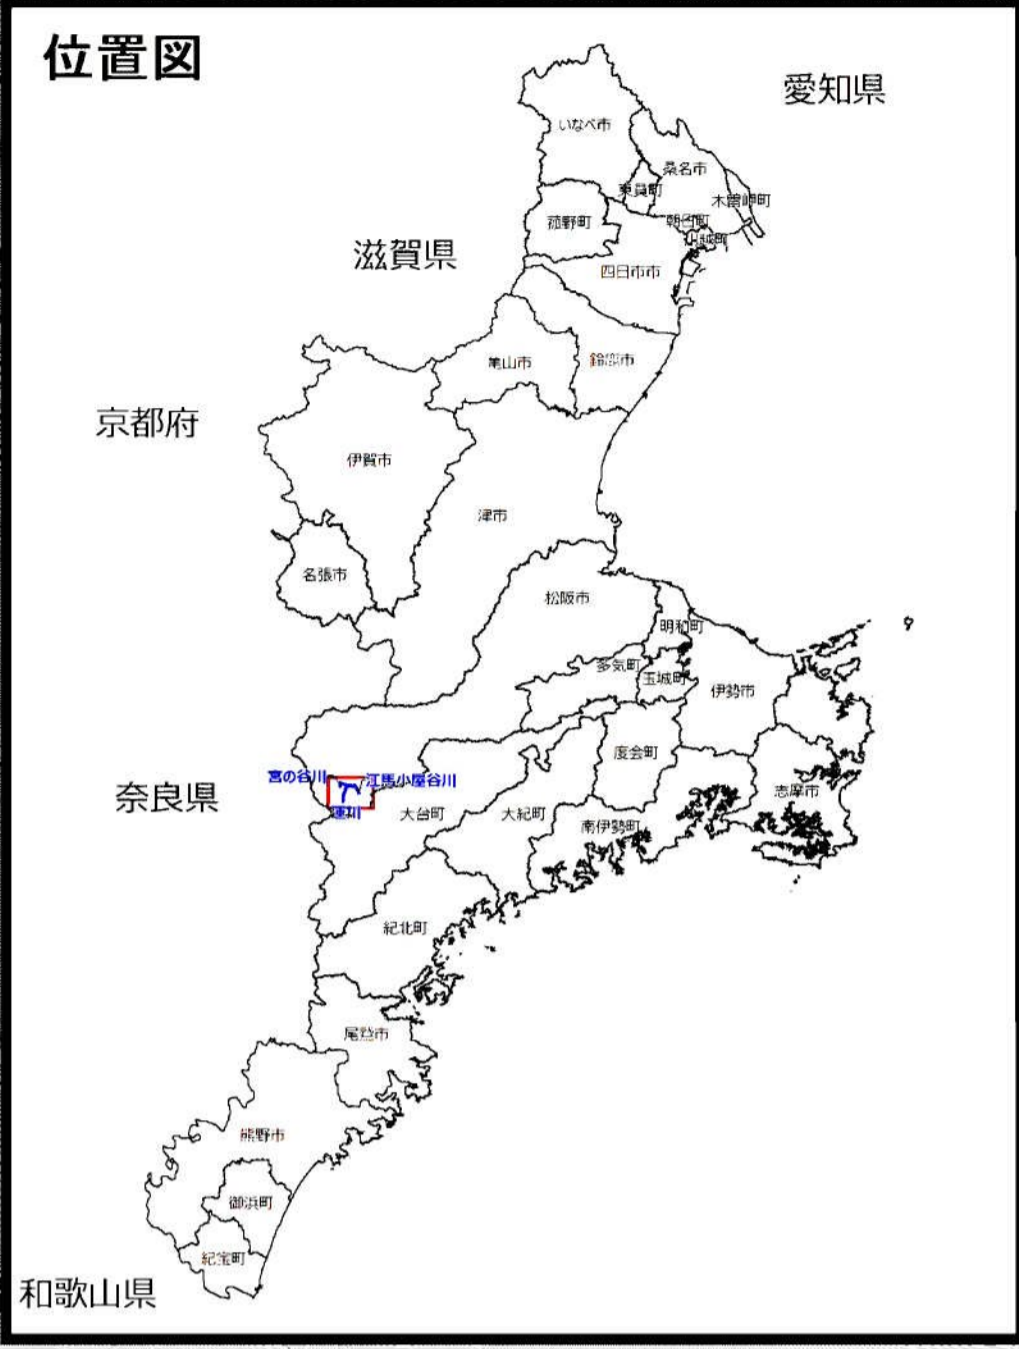 位置図
愛知県
いなべ市
桑名市
東員町
木曽岬町
菰野町
朝日町
川越町
滋賀県
四日市市
亀山市
鈴鹿市
京都府
伊賀市
津市
名張市
松阪市
明和町
多気町
玉城町
伊勢市
度会町
奈良県
宮の谷川
江馬小屋谷川
蓮川
大台町
大紀町
南伊勢町
志摩市
紀北町
尾鷲市
熊野市
御浜町
紀宝町
和歌山県